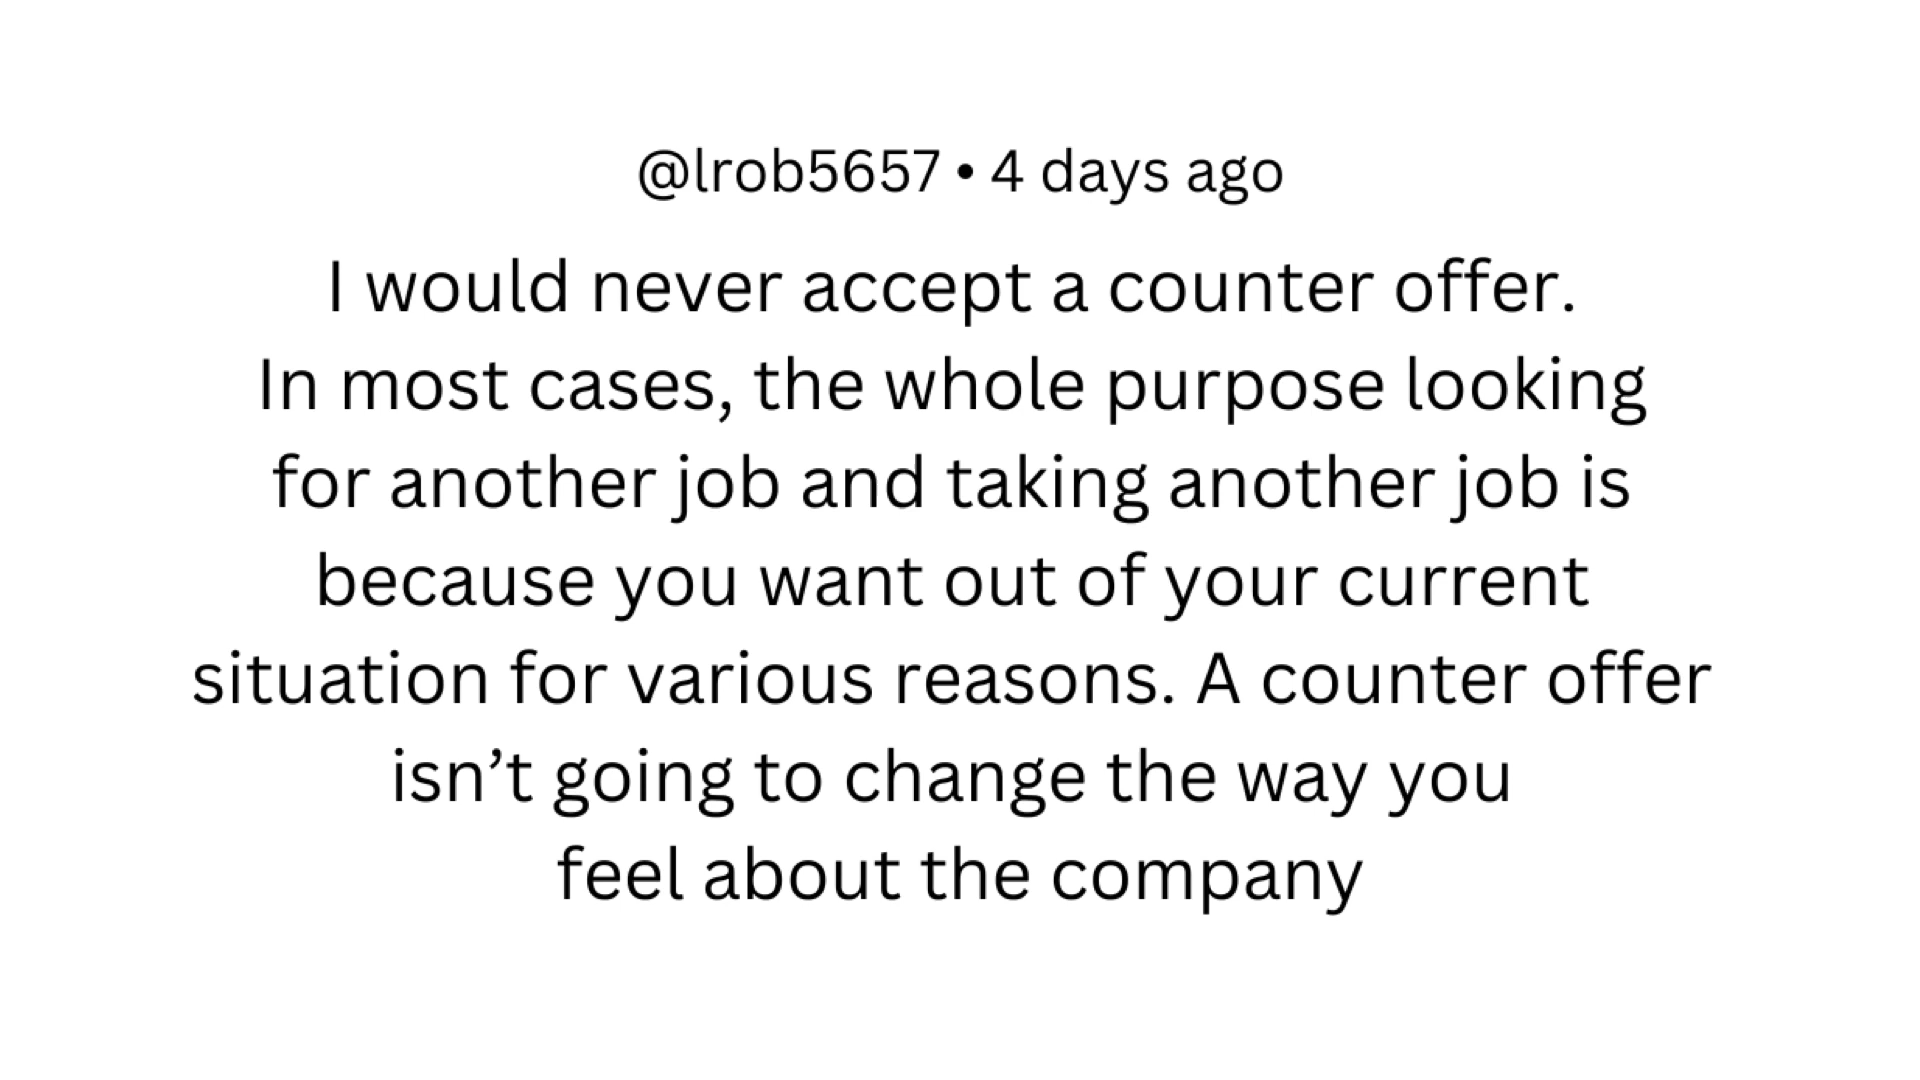 @lrob5657 • 4 days ago
I would never accept a counter offer.
In most cases, the whole purpose looking
for another job and taking another job is
because you want out of your current
situation for various reasons. A counter offer
isn’t going to change the way you
feel about the company